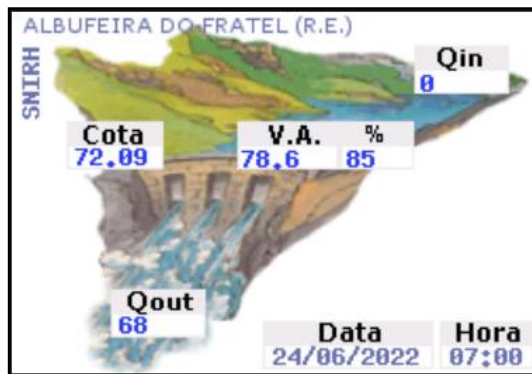 ALBUFEIRA DO FRATEL (R.E.)
SNIRH
Qin
0
Cota
72.09
V.A. %
78.6 85
Qout
68
Data Hora
24/06/2022 07:00